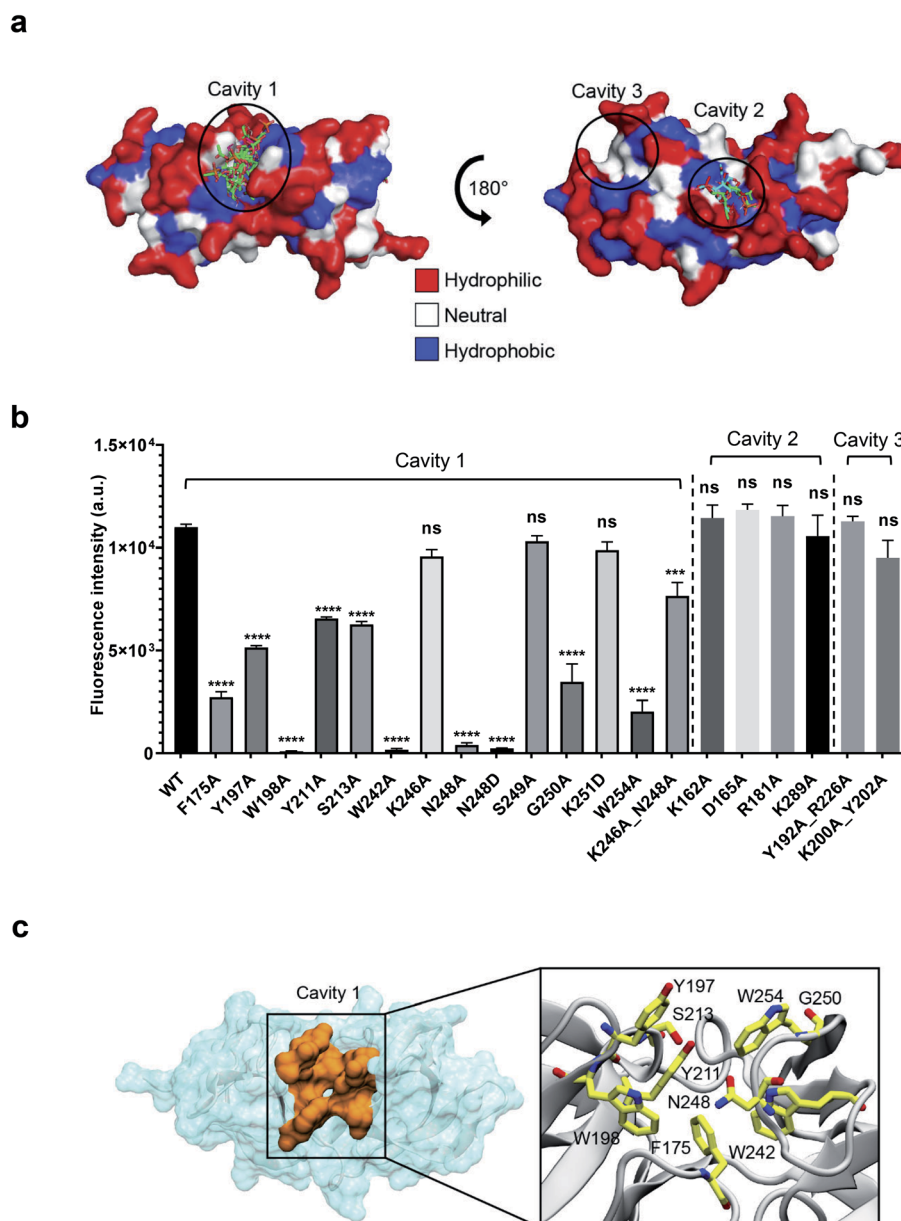 a
Cavity 1
Cavity 3
Cavity 2
180°
Hydrophilic
Neutral
Hydrophobic
b
Fluorescence intensity (a.u.)
1.5×10⁴
1×10⁴
5×10³
0
Cavity 1
Cavity 2
Cavity 3
****
****
****
****
****
****
ns
****
****
ns
****
ns
****
***
ns
ns
ns
ns
ns
ns
WT
F175A
Y197A
W198A
Y211A
S213A
W242A
K246A
N248A
N248D
S249A
G250A
K251D
W254A
K246A_N248A
K162A
D165A
R181A
K289A
Y192A_R226A
K200A_Y202A
c
Cavity 1
Y197
S213
W254
G250
Y211
N248
W198
F175
W242